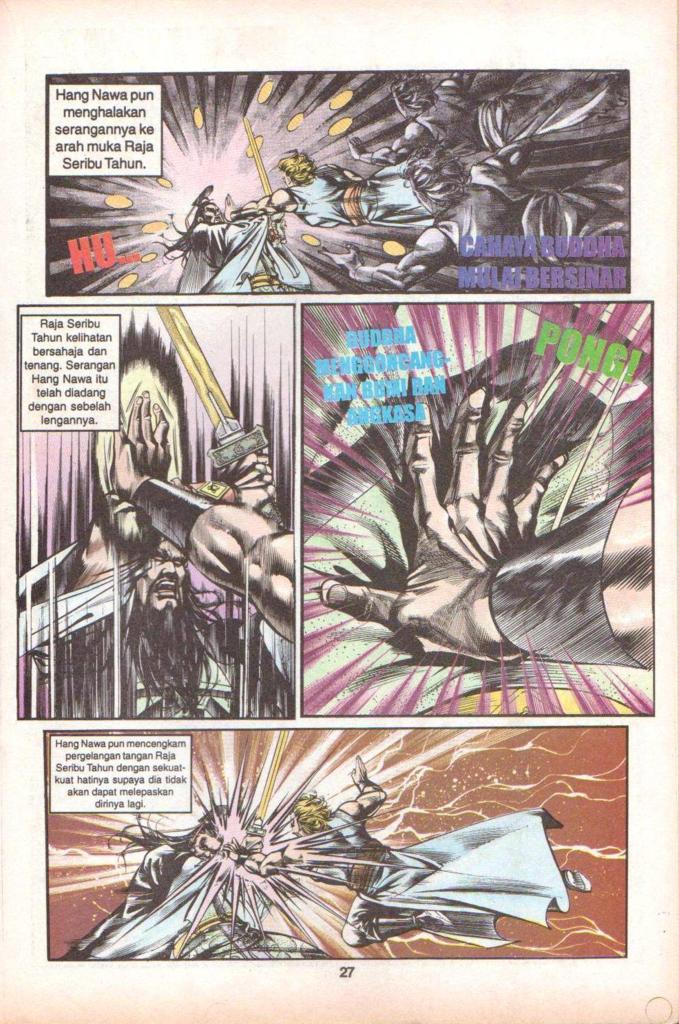 Hang Nawa pun
menghalakan
serangannya ke
arah muka Raja
Seribu Tahun.
HU...
CAHAYA BUDDHA
MULAI BERSINAR
Raja Seribu
Tahun kelihatan
bersahaja dan
tenang. Serangan
Hang Nawa itu
telah diadang
dengan sebelah
lengannya.
BUDDHA
MENGGONCANG-
KAN BUMI DAN
ANGKASA
PONG!
Hang Nawa pun mencengkam
pergelangan tangan Raja
Seribu Tahun dengan sekuat-
kuat hatinya supaya dia tidak
akan dapat melepaskan
dirinya lagi.
27